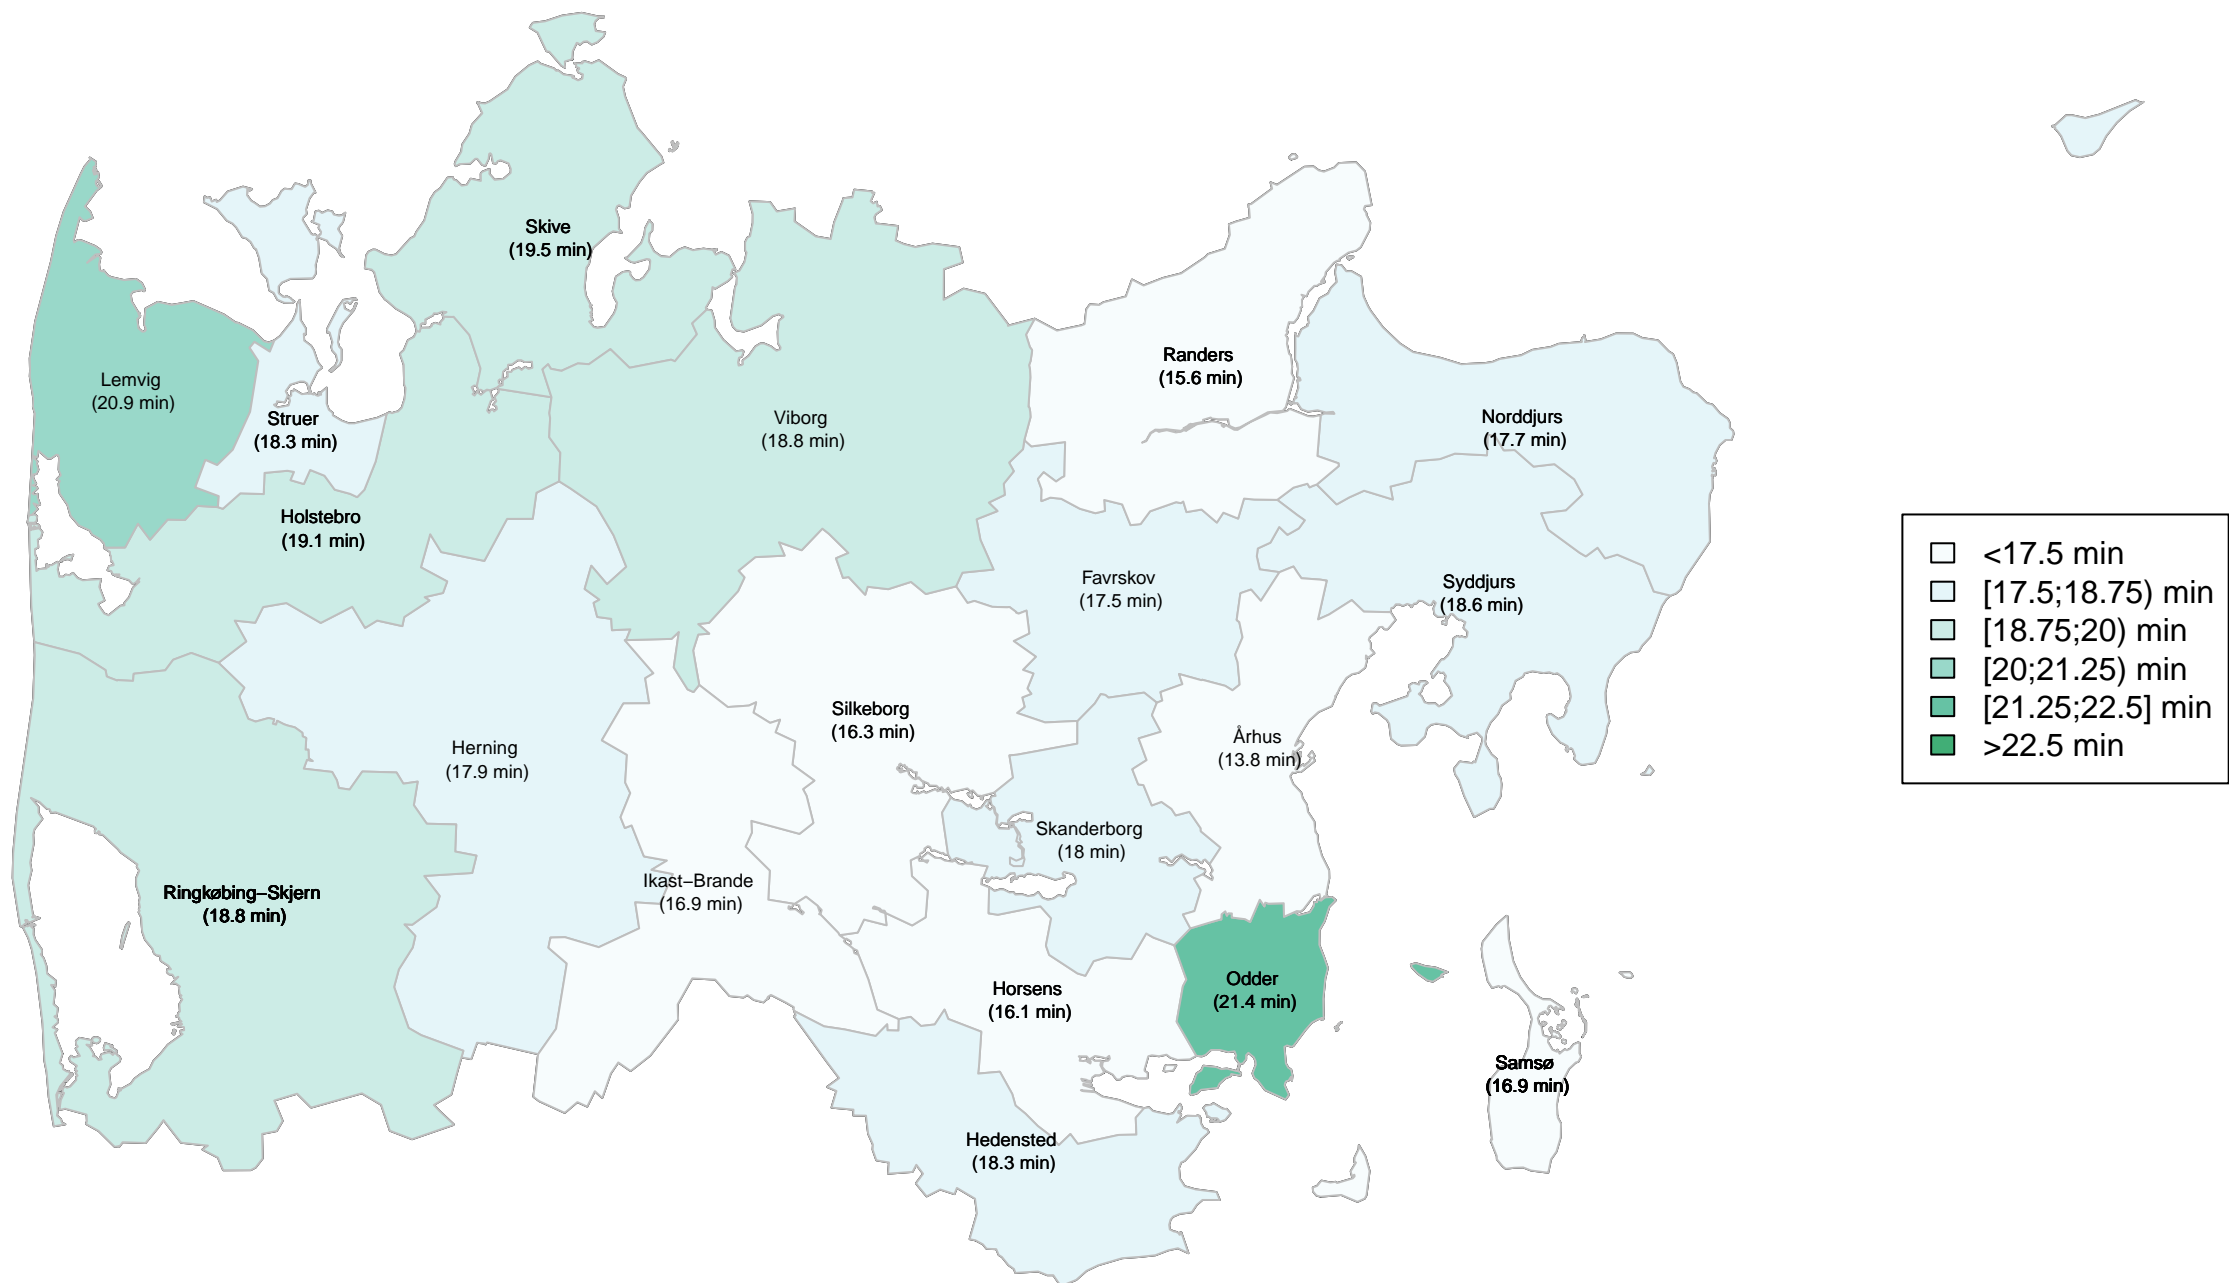 Skive
(19.5 min)
Randers
(15.6 min)
Lemvig
(20.9 min)
Struer
(18.3 min)
Viborg
(18.8 min)
Norddjurs
(17.7 min)
Holstebro
(19.1 min)
Favrskov
(17.5 min)
Syddjurs
(18.6 min)
Silkeborg
(16.3 min)
Herning
(17.9 min)
Århus
(13.8 min)
Skanderborg
(18 min)
Ikast–Brande
(16.9 min)
Ringkøbing–Skjern
(18.8 min)
Horsens
(16.1 min)
Odder
(21.4 min)
Samsø
(16.9 min)
Hedensted
(18.3 min)
<17.5 min
[17.5;18.75) min
[18.75;20) min
[20;21.25) min
[21.25;22.5] min
>22.5 min